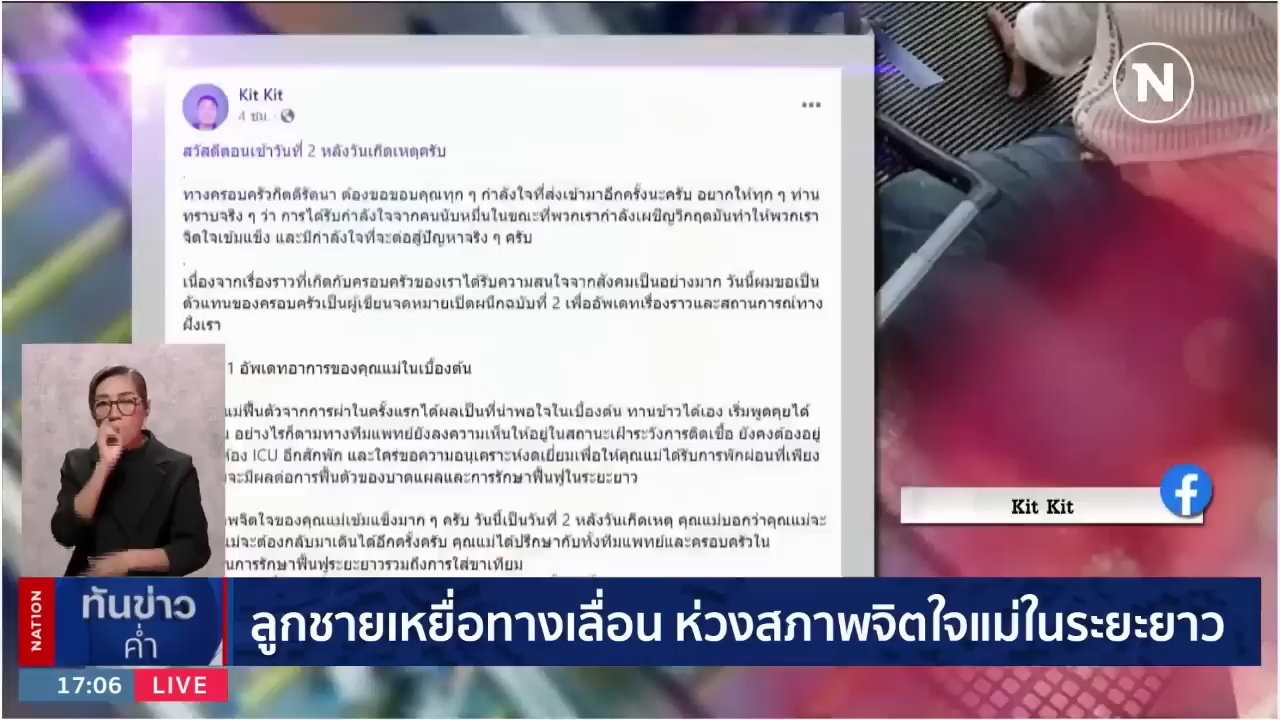 Kit Kit
4 ชม.
สวัสดีตอนเช้าวันที่ 2 หลังวันเกิดเหตุครับ
.
ทางครอบครัวกิตติรัตนา ต้องขอขอบคุณทุก ๆ กำลังใจที่ส่งเข้ามาอีกครั้งนะครับ อยากให้ทุก ๆ ท่าน
ทราบจริง ๆ ว่า การได้รับกำลังใจจากคนนับหมื่นในขณะที่พวกเรากำลังเผชิญวิกฤตมันทำให้พวกเรา
จิตใจเข้มแข็ง และมีกำลังใจที่จะต่อสู้ปัญหาจริง ๆ ครับ
.
เนื่องจากเรื่องราวที่เกิดกับครอบครัวของเราได้รับความสนใจจากสังคมเป็นอย่างมาก วันนี้ผมขอเป็น
ตัวแทนของครอบครัวเป็นผู้เขียนจดหมายเปิดผนึกฉบับที่ 2 เพื่ออัพเดทเรื่องราวและสถานการณ์ทาง
ฝั่งเรา
1 อัพเดทอาการของคุณแม่ในเบื้องต้น
แม่ฟื้นตัวจากการผ่าในครั้งแรกได้ผลเป็นที่น่าพอใจในเบื้องต้น ทานข้าวได้เอง เริ่มพูดคุยได้
อย่างไรก็ตามทางทีมแพทย์ยังลงความเห็นให้อยู่ในสถานะเฝ้าระวังการติดเชื้อ ยังคงต้องอยู่
ห้อง ICU อีกสักพัก และใคร่ขอความอนุเคราะห์งดเยี่ยมเพื่อให้คุณแม่ได้รับการพักผ่อนที่เพียง
จะมีผลต่อการฟื้นตัวของบาดแผลและการรักษาฟื้นฟูในระยะยาว
พจิตใจของคุณแม่เข้มแข็งมาก ๆ ครับ วันนี้เป็นวันที่ 2 หลังวันเกิดเหตุ คุณแม่บอกว่าคุณแม่จะ
แม่จะต้องกลับมาเดินได้อีกครั้งครับ คุณแม่ได้ปรึกษากับทั้งทีมแพทย์และครอบครัวใน
นการรักษาฟื้นฟูระยะยาวรวมถึงการใส่ขาเทียม
N
Kit Kit
NATION
ทันข่าว
ค่ำ
ลูกชายเหยื่อทางเลื่อน ห่วงสภาพจิตใจแม่ในระยะยาว
17:06 LIVE